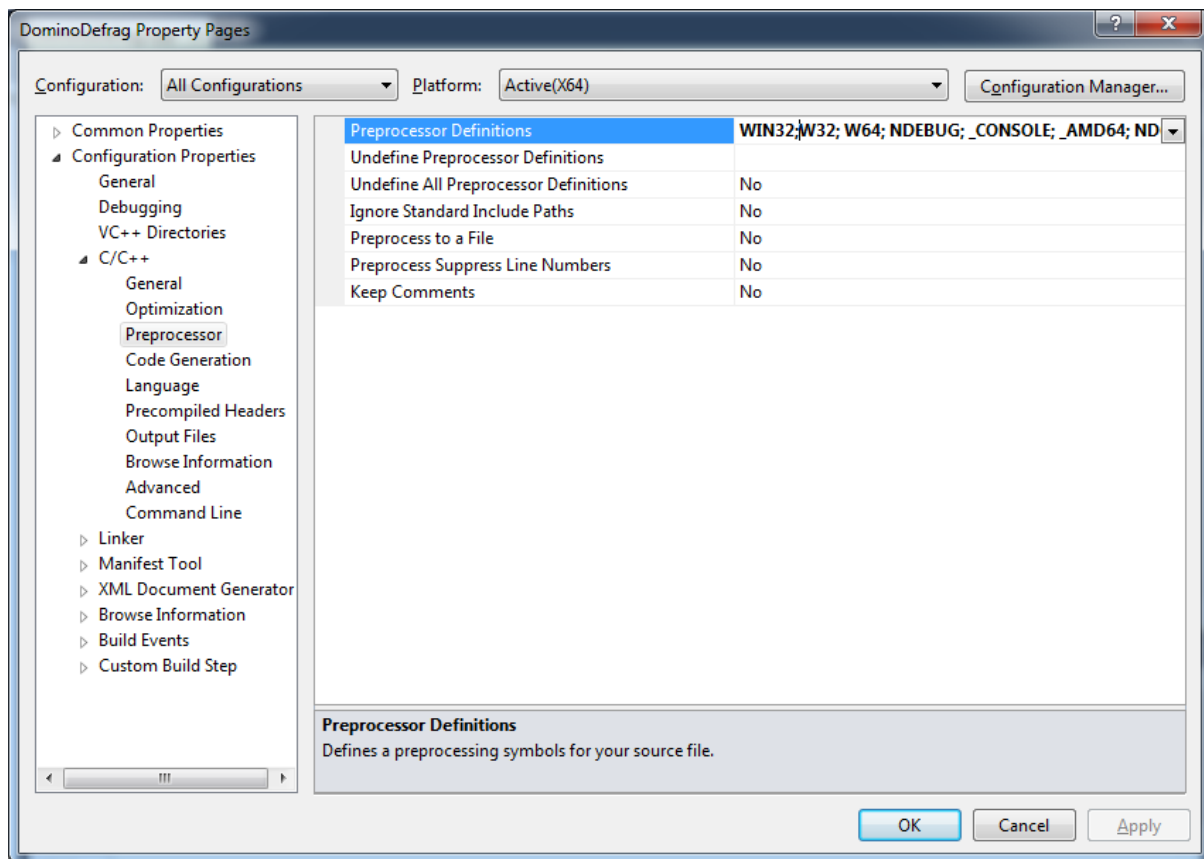 DominoDefrag Property Pages
?
Configuration: All Configurations Platform: Active(X64) Configuration Manager...
Common Properties
Configuration Properties
General
Debugging
VC++ Directories
C/C++
General
Optimization
Preprocessor
Code Generation
Language
Precompiled Headers
Output Files
Browse Information
Advanced
Command Line
Linker
Manifest Tool
XML Document Generator
Browse Information
Build Events
Custom Build Step
Preprocessor Definitions WIN32;W32; W64; NDEBUG; _CONSOLE; _AMD64; ND
Undefine Preprocessor Definitions
Undefine All Preprocessor Definitions No
Ignore Standard Include Paths No
Preprocess to a File No
Preprocess Suppress Line Numbers No
Keep Comments No
Preprocessor Definitions
Defines a preprocessing symbols for your source file.
OK Cancel Apply